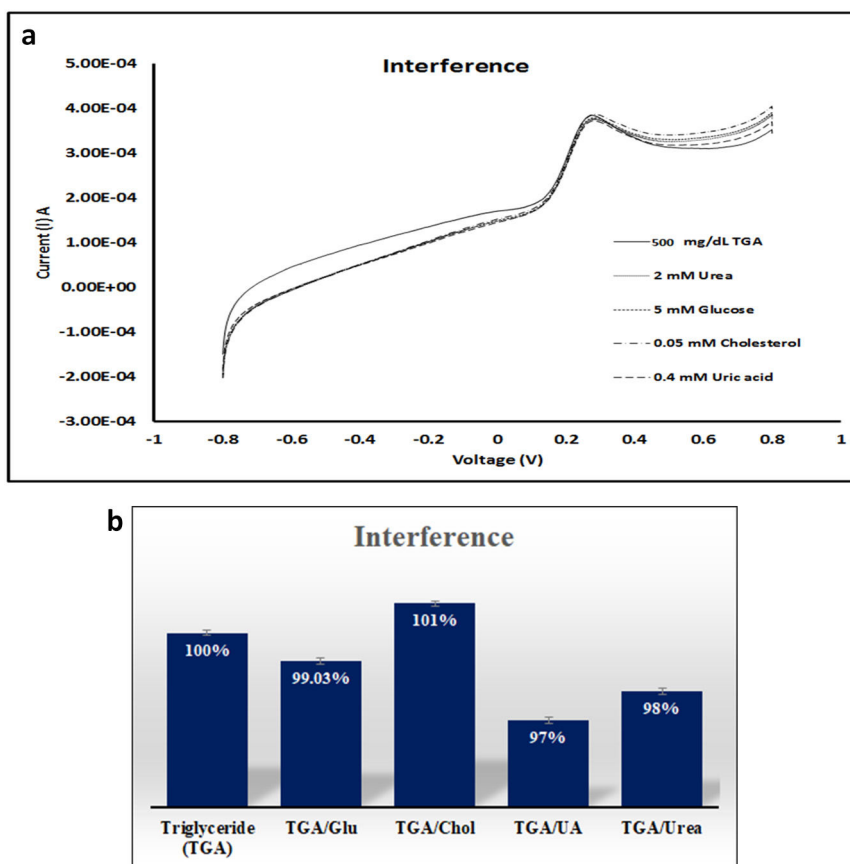 a
Interference
5.00E-04
4.00E-04
3.00E-04
2.00E-04
1.00E-04
0.00E+00
-1.00E-04
-2.00E-04
-3.00E-04
Current (I) A
-1 -0.8 -0.6 -0.4 -0.2 0 0.2 0.4 0.6 0.8 1
Voltage (V)
500 mg/dL TGA
2 mM Urea
5 mM Glucose
0.05 mM Cholesterol
0.4 mM Uric acid
b
Interference
100%
99.03%
101%
97%
98%
Triglyceride TGA/Glu TGA/Chol TGA/UA TGA/Urea
(TGA)